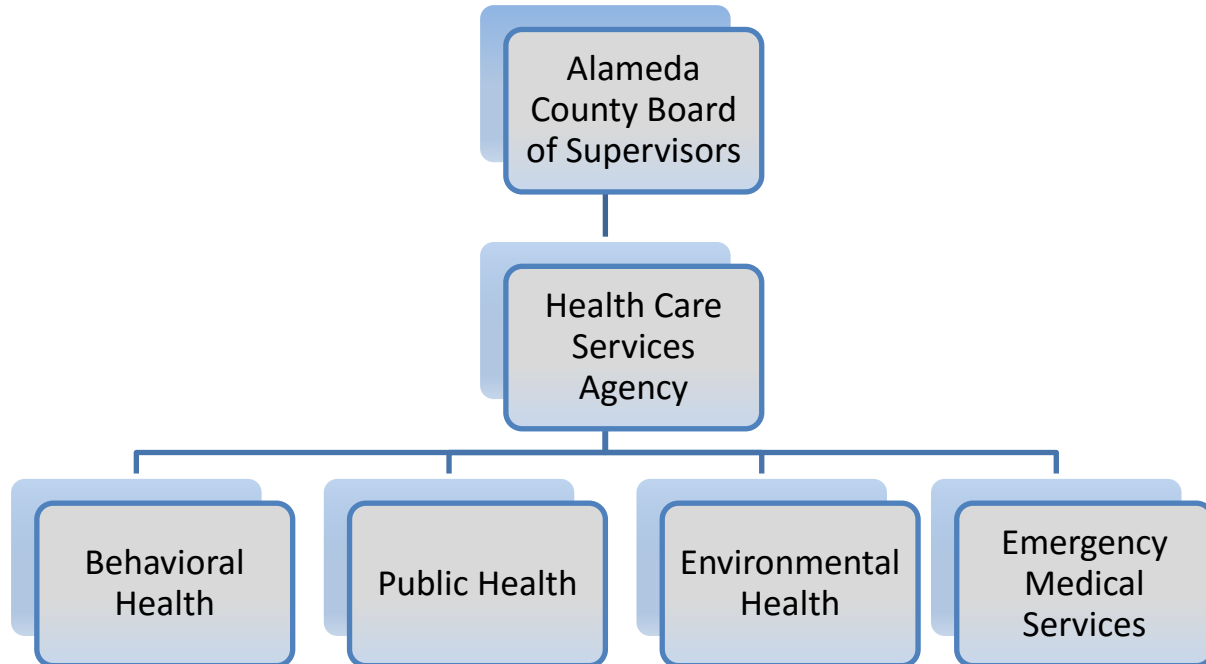 Alameda
County Board
of Supervisors
Health Care
Services
Agency
Behavioral
Health
Public Health
Environmental
Health
Emergency
Medical
Services